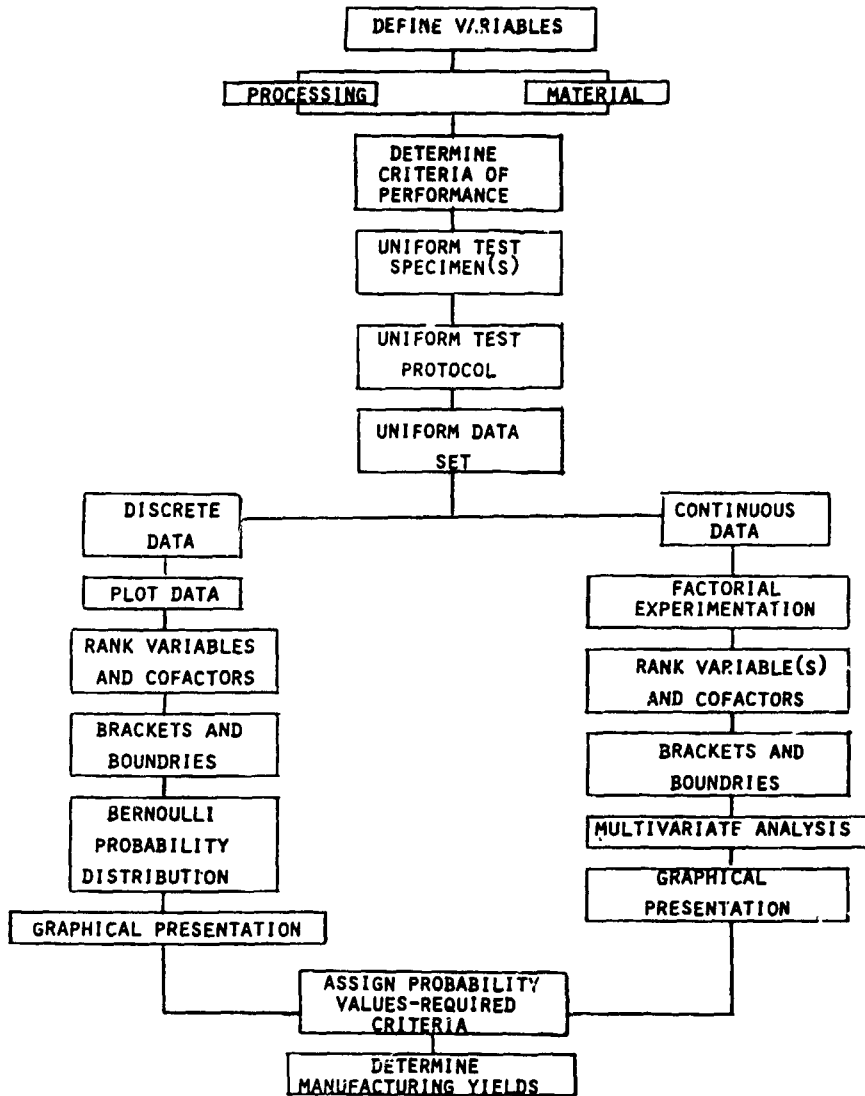 DEFINE VARIABLES
PROCESSING
MATERIAL
DETERMINE
CRITERIA OF
PERFORMANCE
UNIFORM TEST
SPECIMEN(S)
UNIFORM TEST
PROTOCOL
UNIFORM DATA
SET
DISCRETE
DATA
PLOT DATA
RANK VARIABLES
AND COFACTORS
BRACKETS AND
BOUNDRIES
BERNOULLI
PROBABILITY
DISTRIBUTION
GRAPHICAL PRESENTATION
CONTINUOUS
DATA
FACTORIAL
EXPERIMENTATION
RANK VARIABLE(S)
AND COFACTORS
BRACKETS AND
BOUNDRIES
MULTIVARIATE ANALYSIS
GRAPHICAL
PRESENTATION
ASSIGN PROBABILITY
VALUES-REQUIRED
CRITERIA
DETERMINE
MANUFACTURING YIELDS